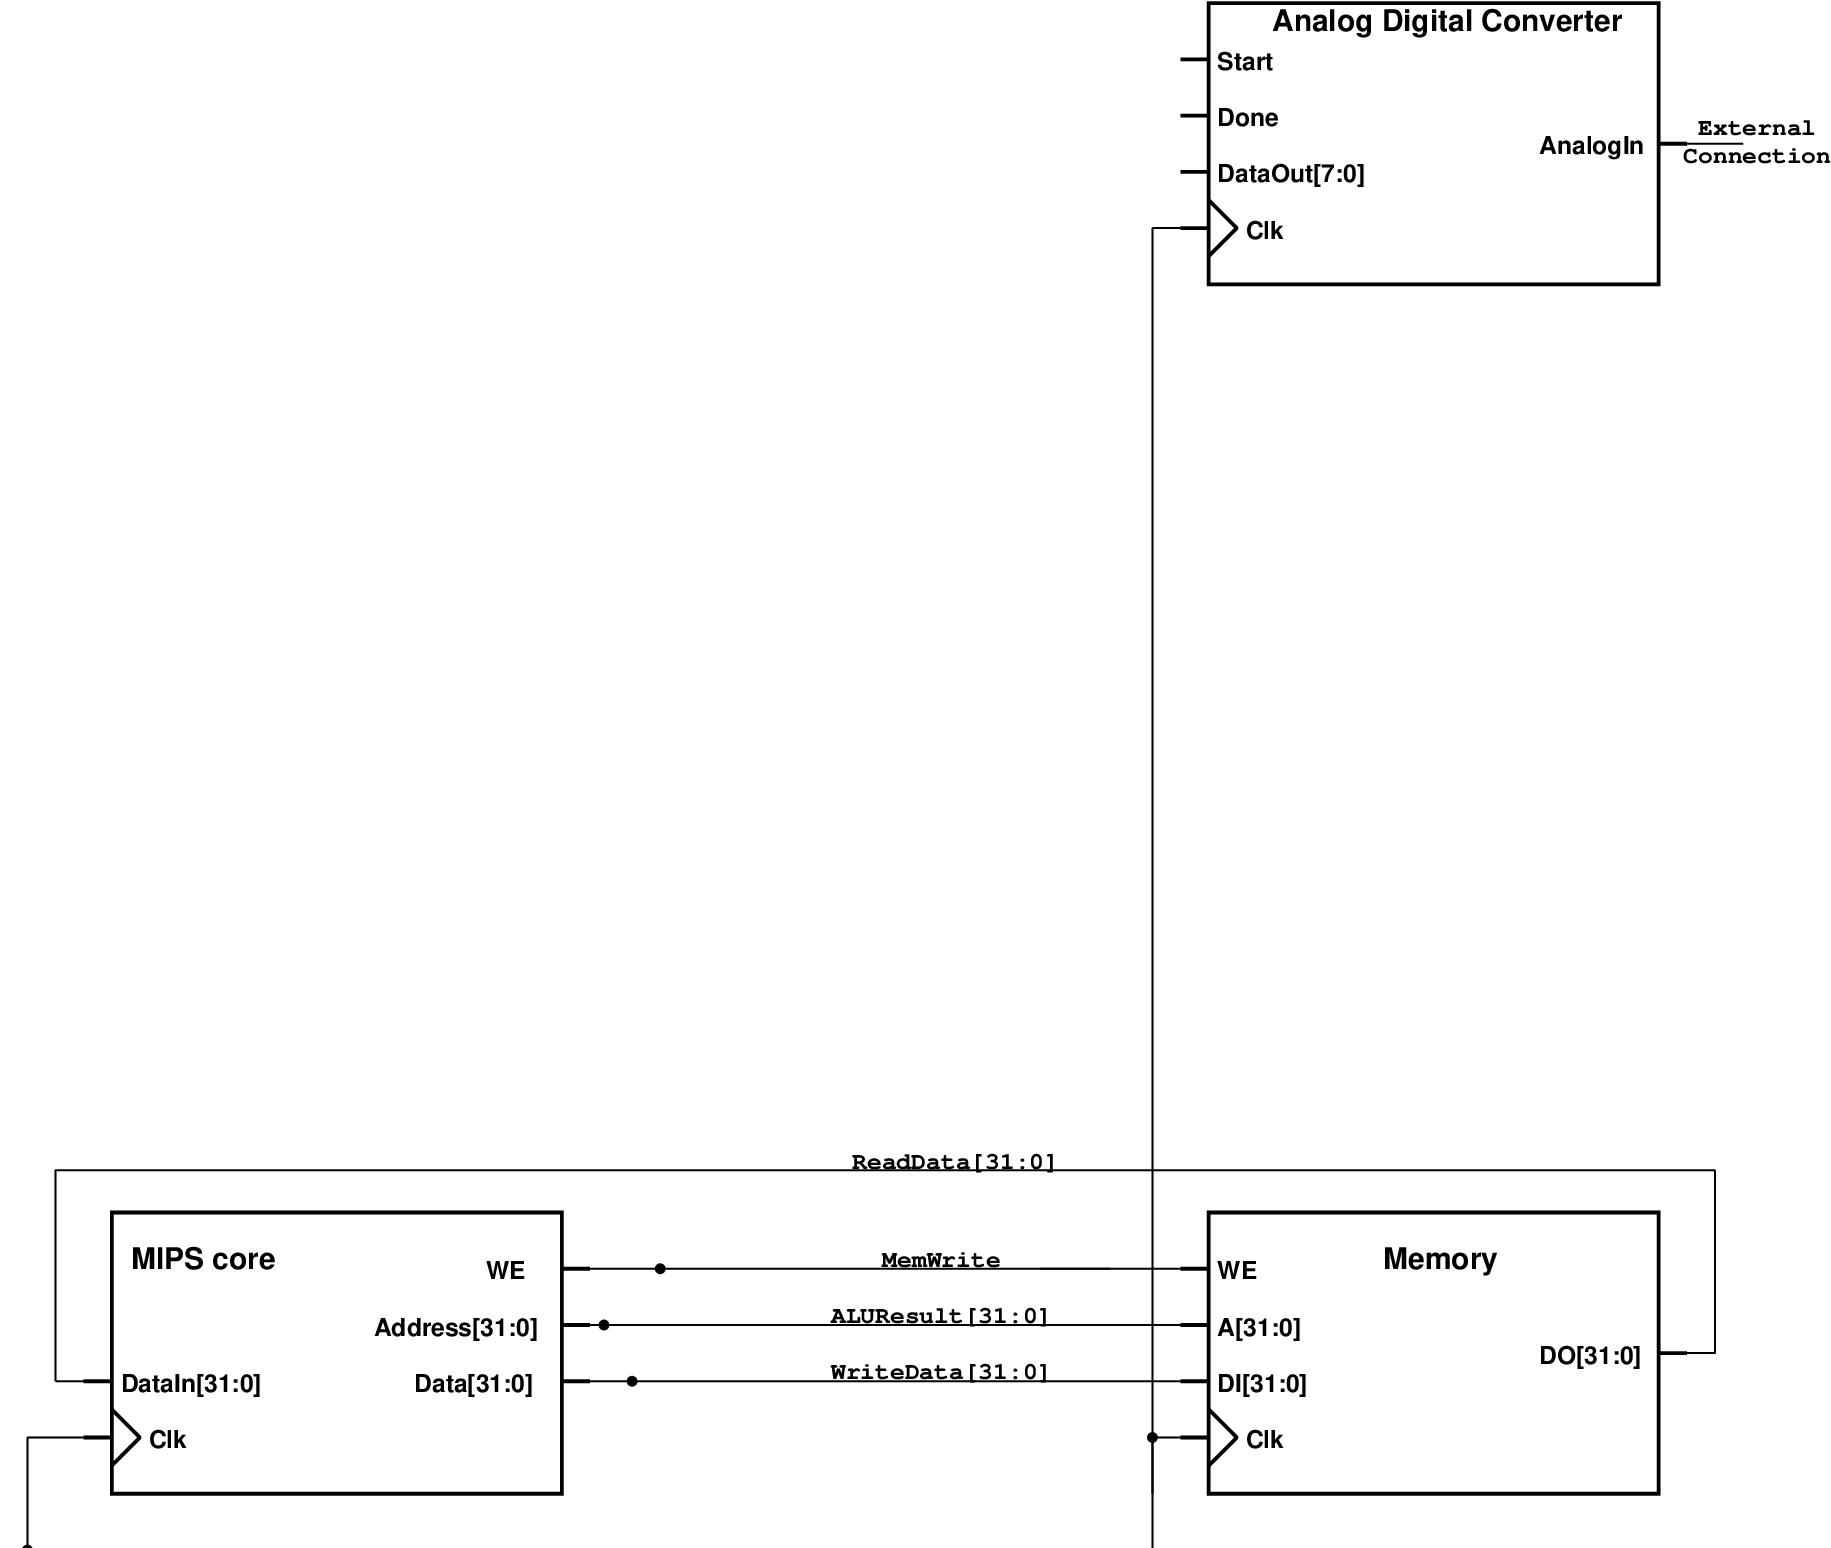 Analog Digital Converter
Start
Done
DataOut[7:0]
Clk
AnalogIn
External
Connection
ReadData[31:0]
MIPS core
WE
Address[31:0]
DataIn[31:0]
Data[31:0]
Clk
MemWrite
ALUResult[31:0]
WriteData[31:0]
Memory
WE
A[31:0]
DO[31:0]
DI[31:0]
Clk